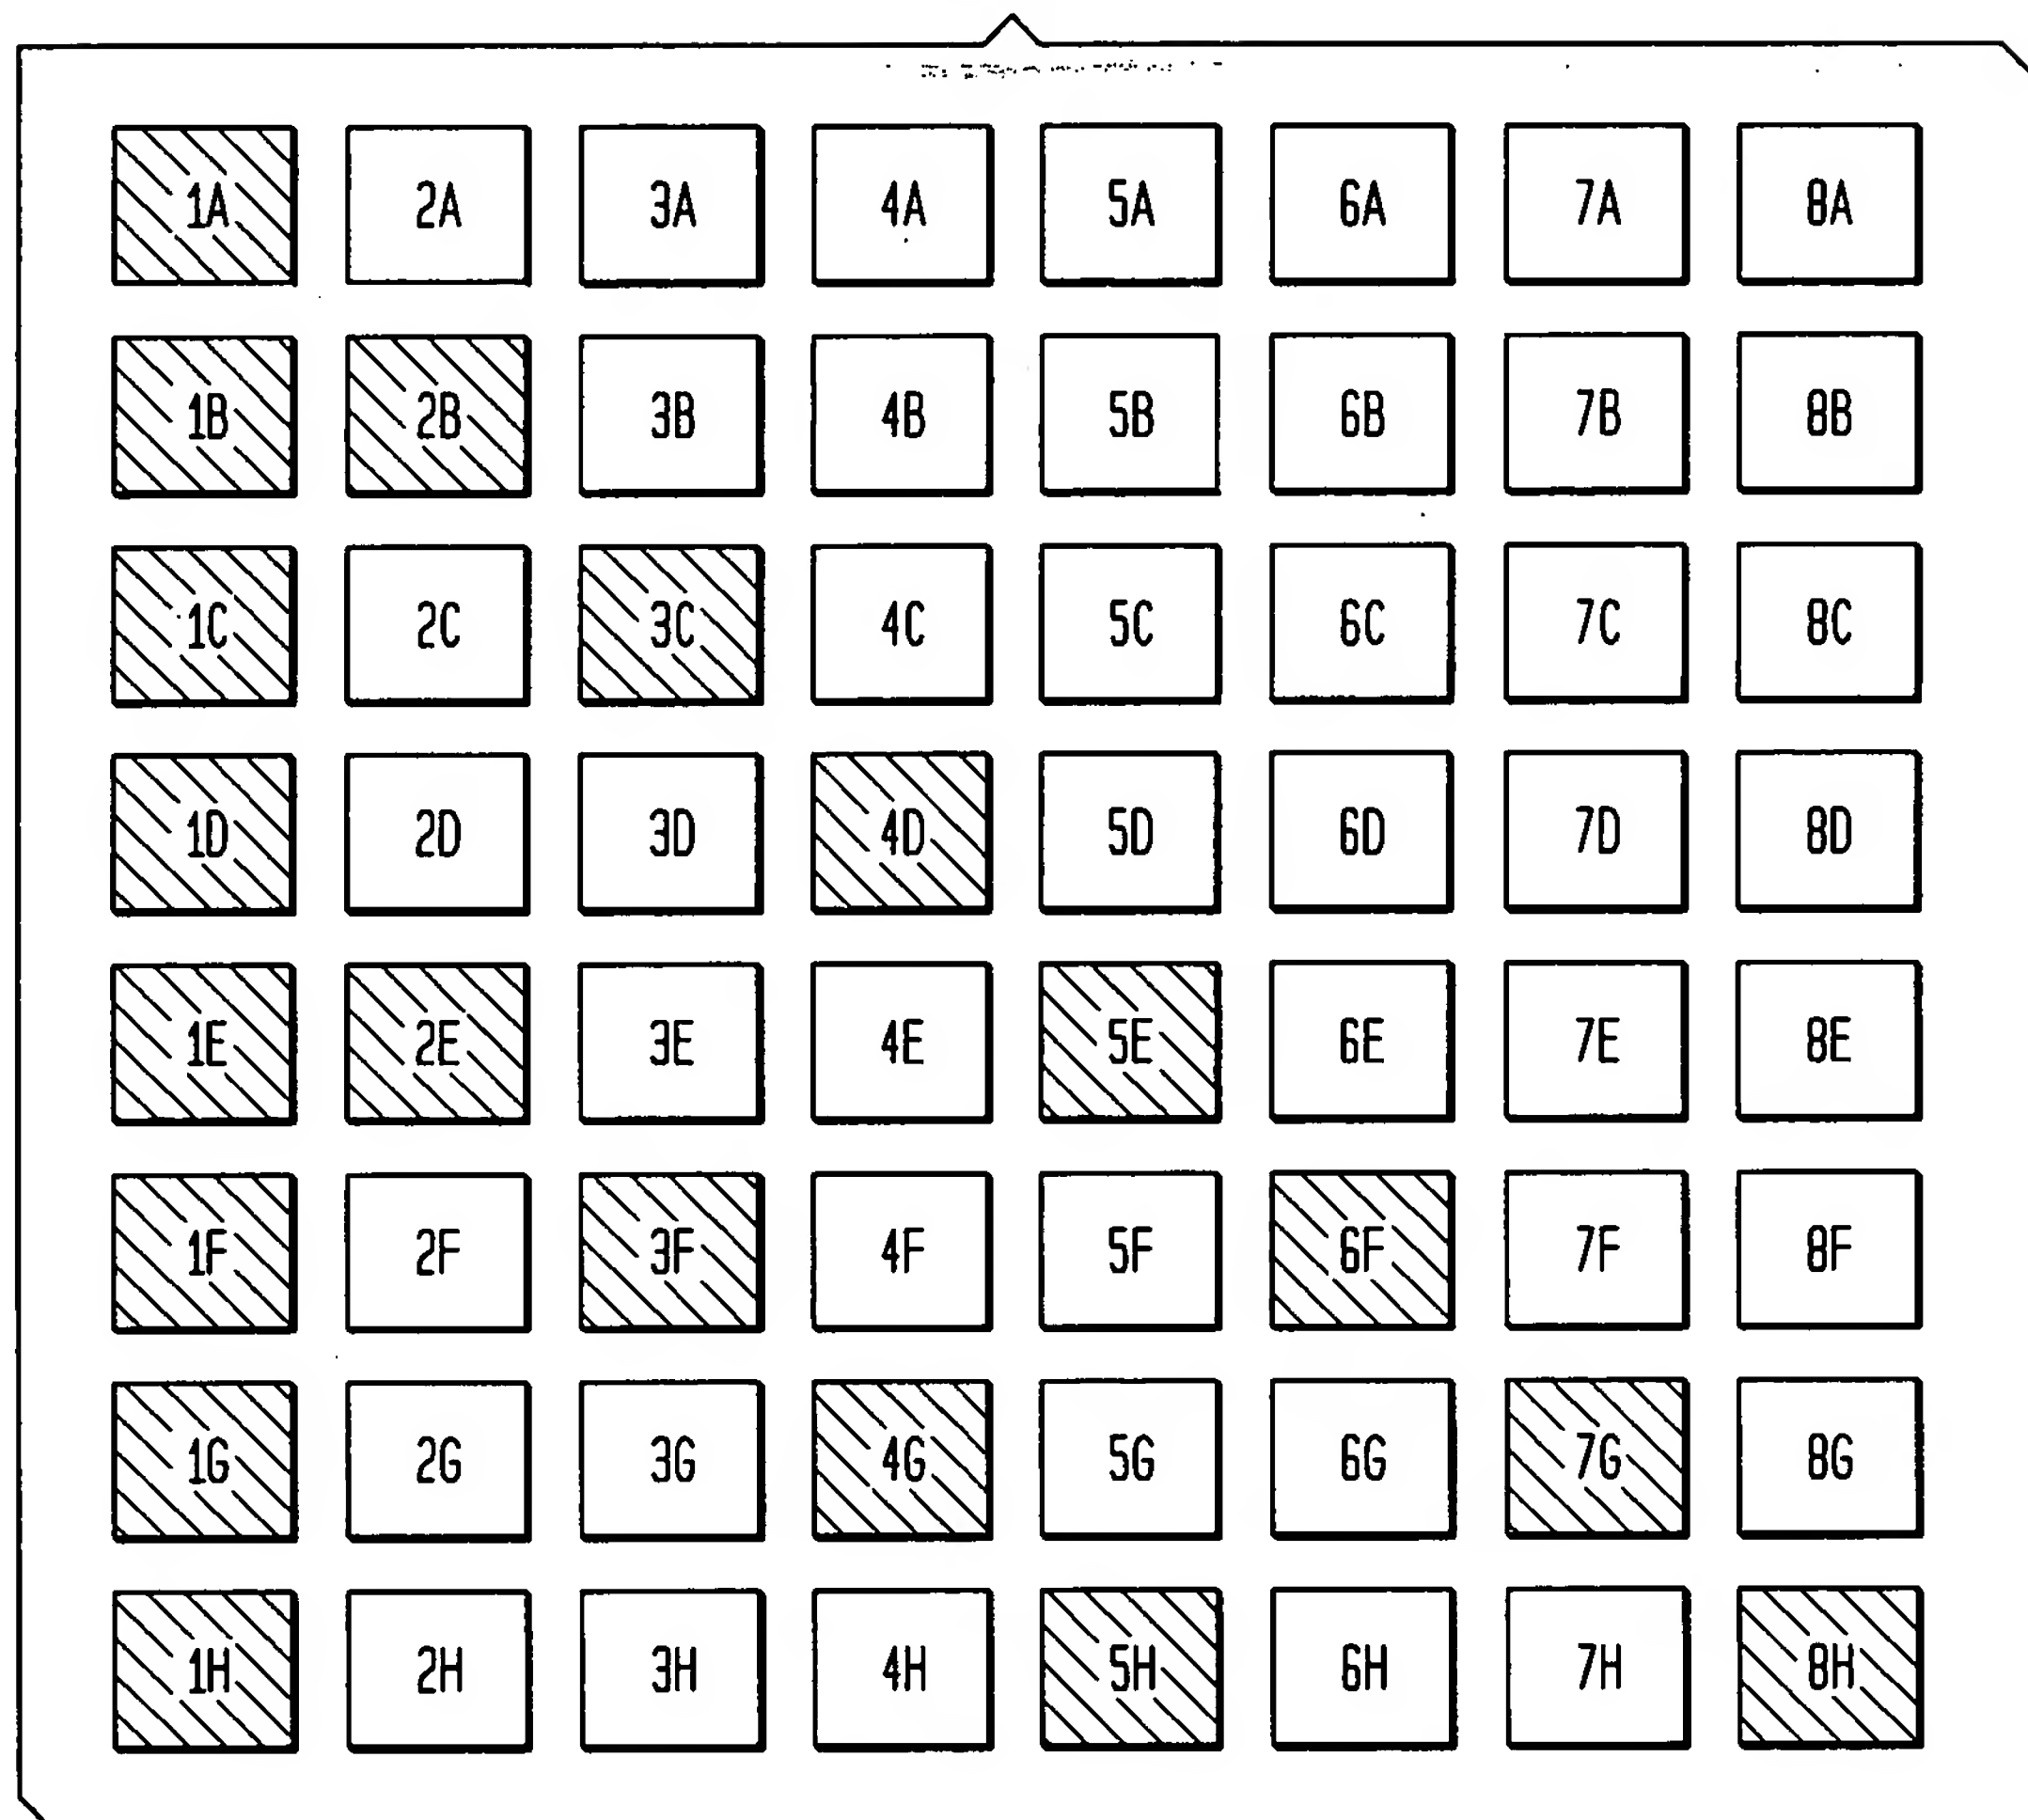 1A 2A 3A 4A 5A 6A 7A 8A
1B 2B 3B 4B 5B 6B 7B 8B
1C 2C 3C 4C 5C 6C 7C 8C
1D 2D 3D 4D 5D 6D 7D 8D
1E 2E 3E 4E 5E 6E 7E 8E
1F 2F 3F 4F 5F 6F 7F 8F
1G 2G 3G 4G 5G 6G 7G 8G
1H 2H 3H 4H 5H 6H 7H 8H